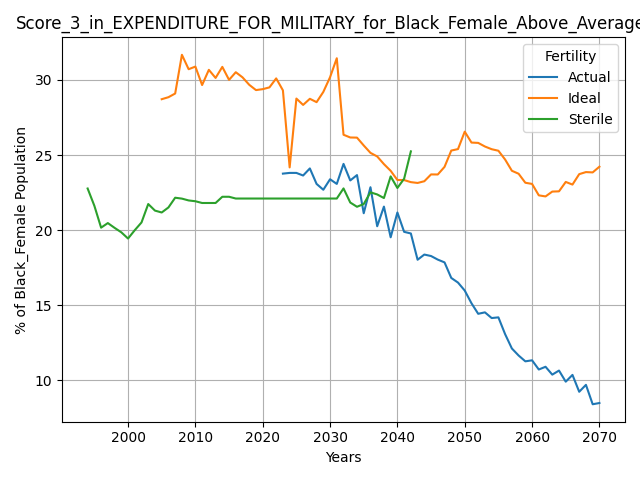 Score_3_in_EXPENDITURE_FOR_MILITARY_for_Black_Female_Above_Average
Fertility
Actual
Ideal
Sterile
30
25
20
15
10
% of Black_Female Population
2000 2010 2020 2030 2040 2050 2060 2070
Years